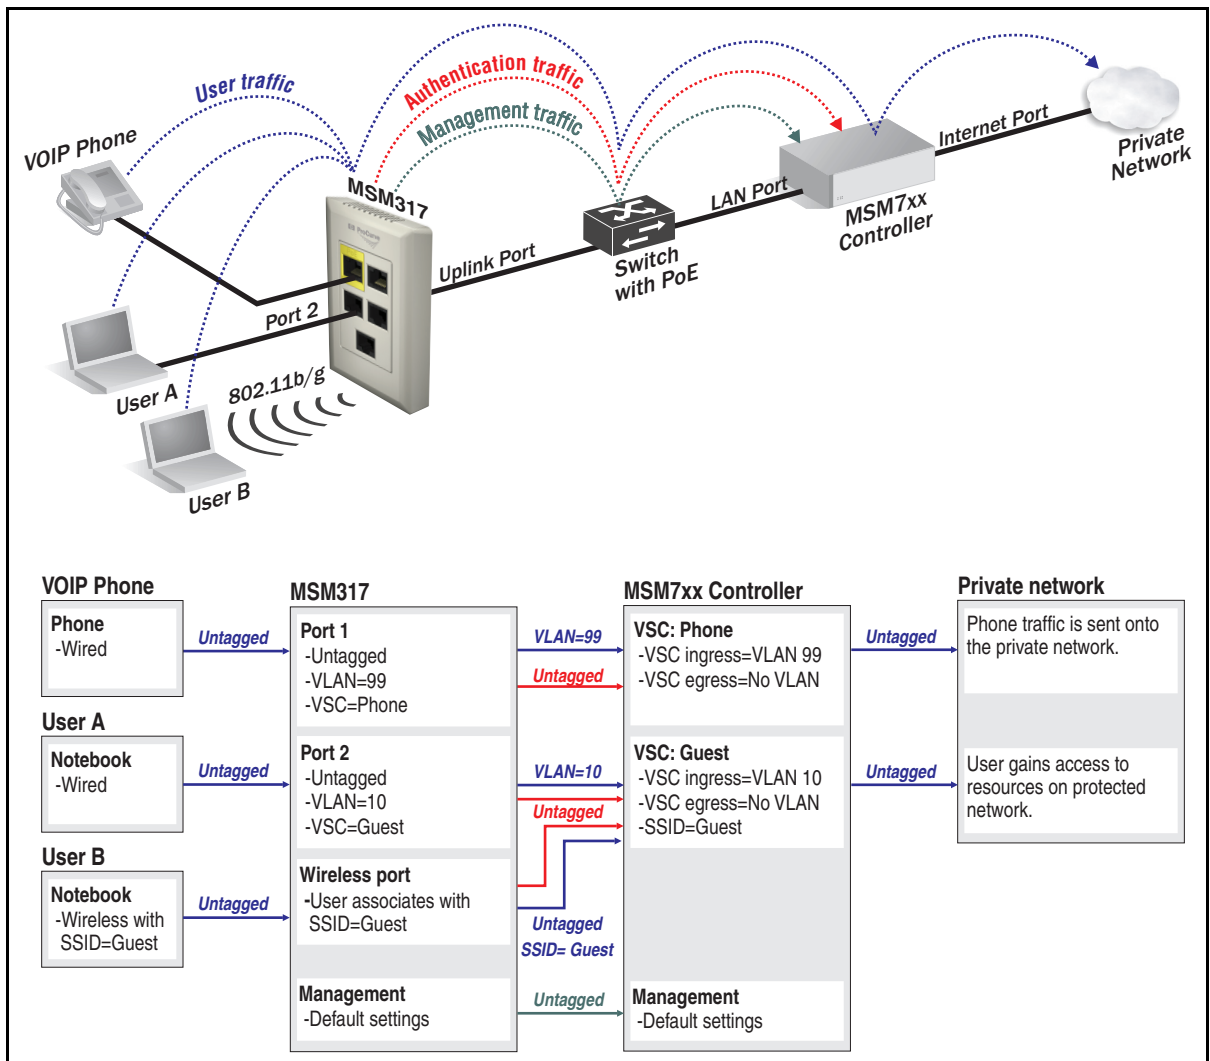 User traffic
Authentication traffic
Management traffic
VOIP Phone
MSM317
ProCurve
Internet Port
Private
Network
LAN Port
MSM7xx
Controller
Uplink Port
Switch
with PoE
Port 2
User A
802.11b/g
User B
VOIP Phone
Phone
-Wired
Untagged
MSM317
Port 1
-Untagged
-VLAN=99
-VSC=Phone
VLAN=99
Untagged
MSM7xx Controller
VSC: Phone
-VSC ingress=VLAN 99
-VSC egress=No VLAN
Untagged
Private network
Phone traffic is sent onto
the private network.
User A
Notebook
-Wired
Untagged
Port 2
-Untagged
-VLAN=10
-VSC=Guest
VLAN=10
Untagged
VSC: Guest
-VSC ingress=VLAN 10
-VSC egress=No VLAN
-SSID=Guest
Untagged
User gains access to
resources on protected
network.
User B
Notebook
-Wireless with
SSID=Guest
Untagged
Wireless port
-User associates with
SSID=Guest
Untagged
SSID= Guest
Management
-Default settings
Untagged
Management
-Default settings